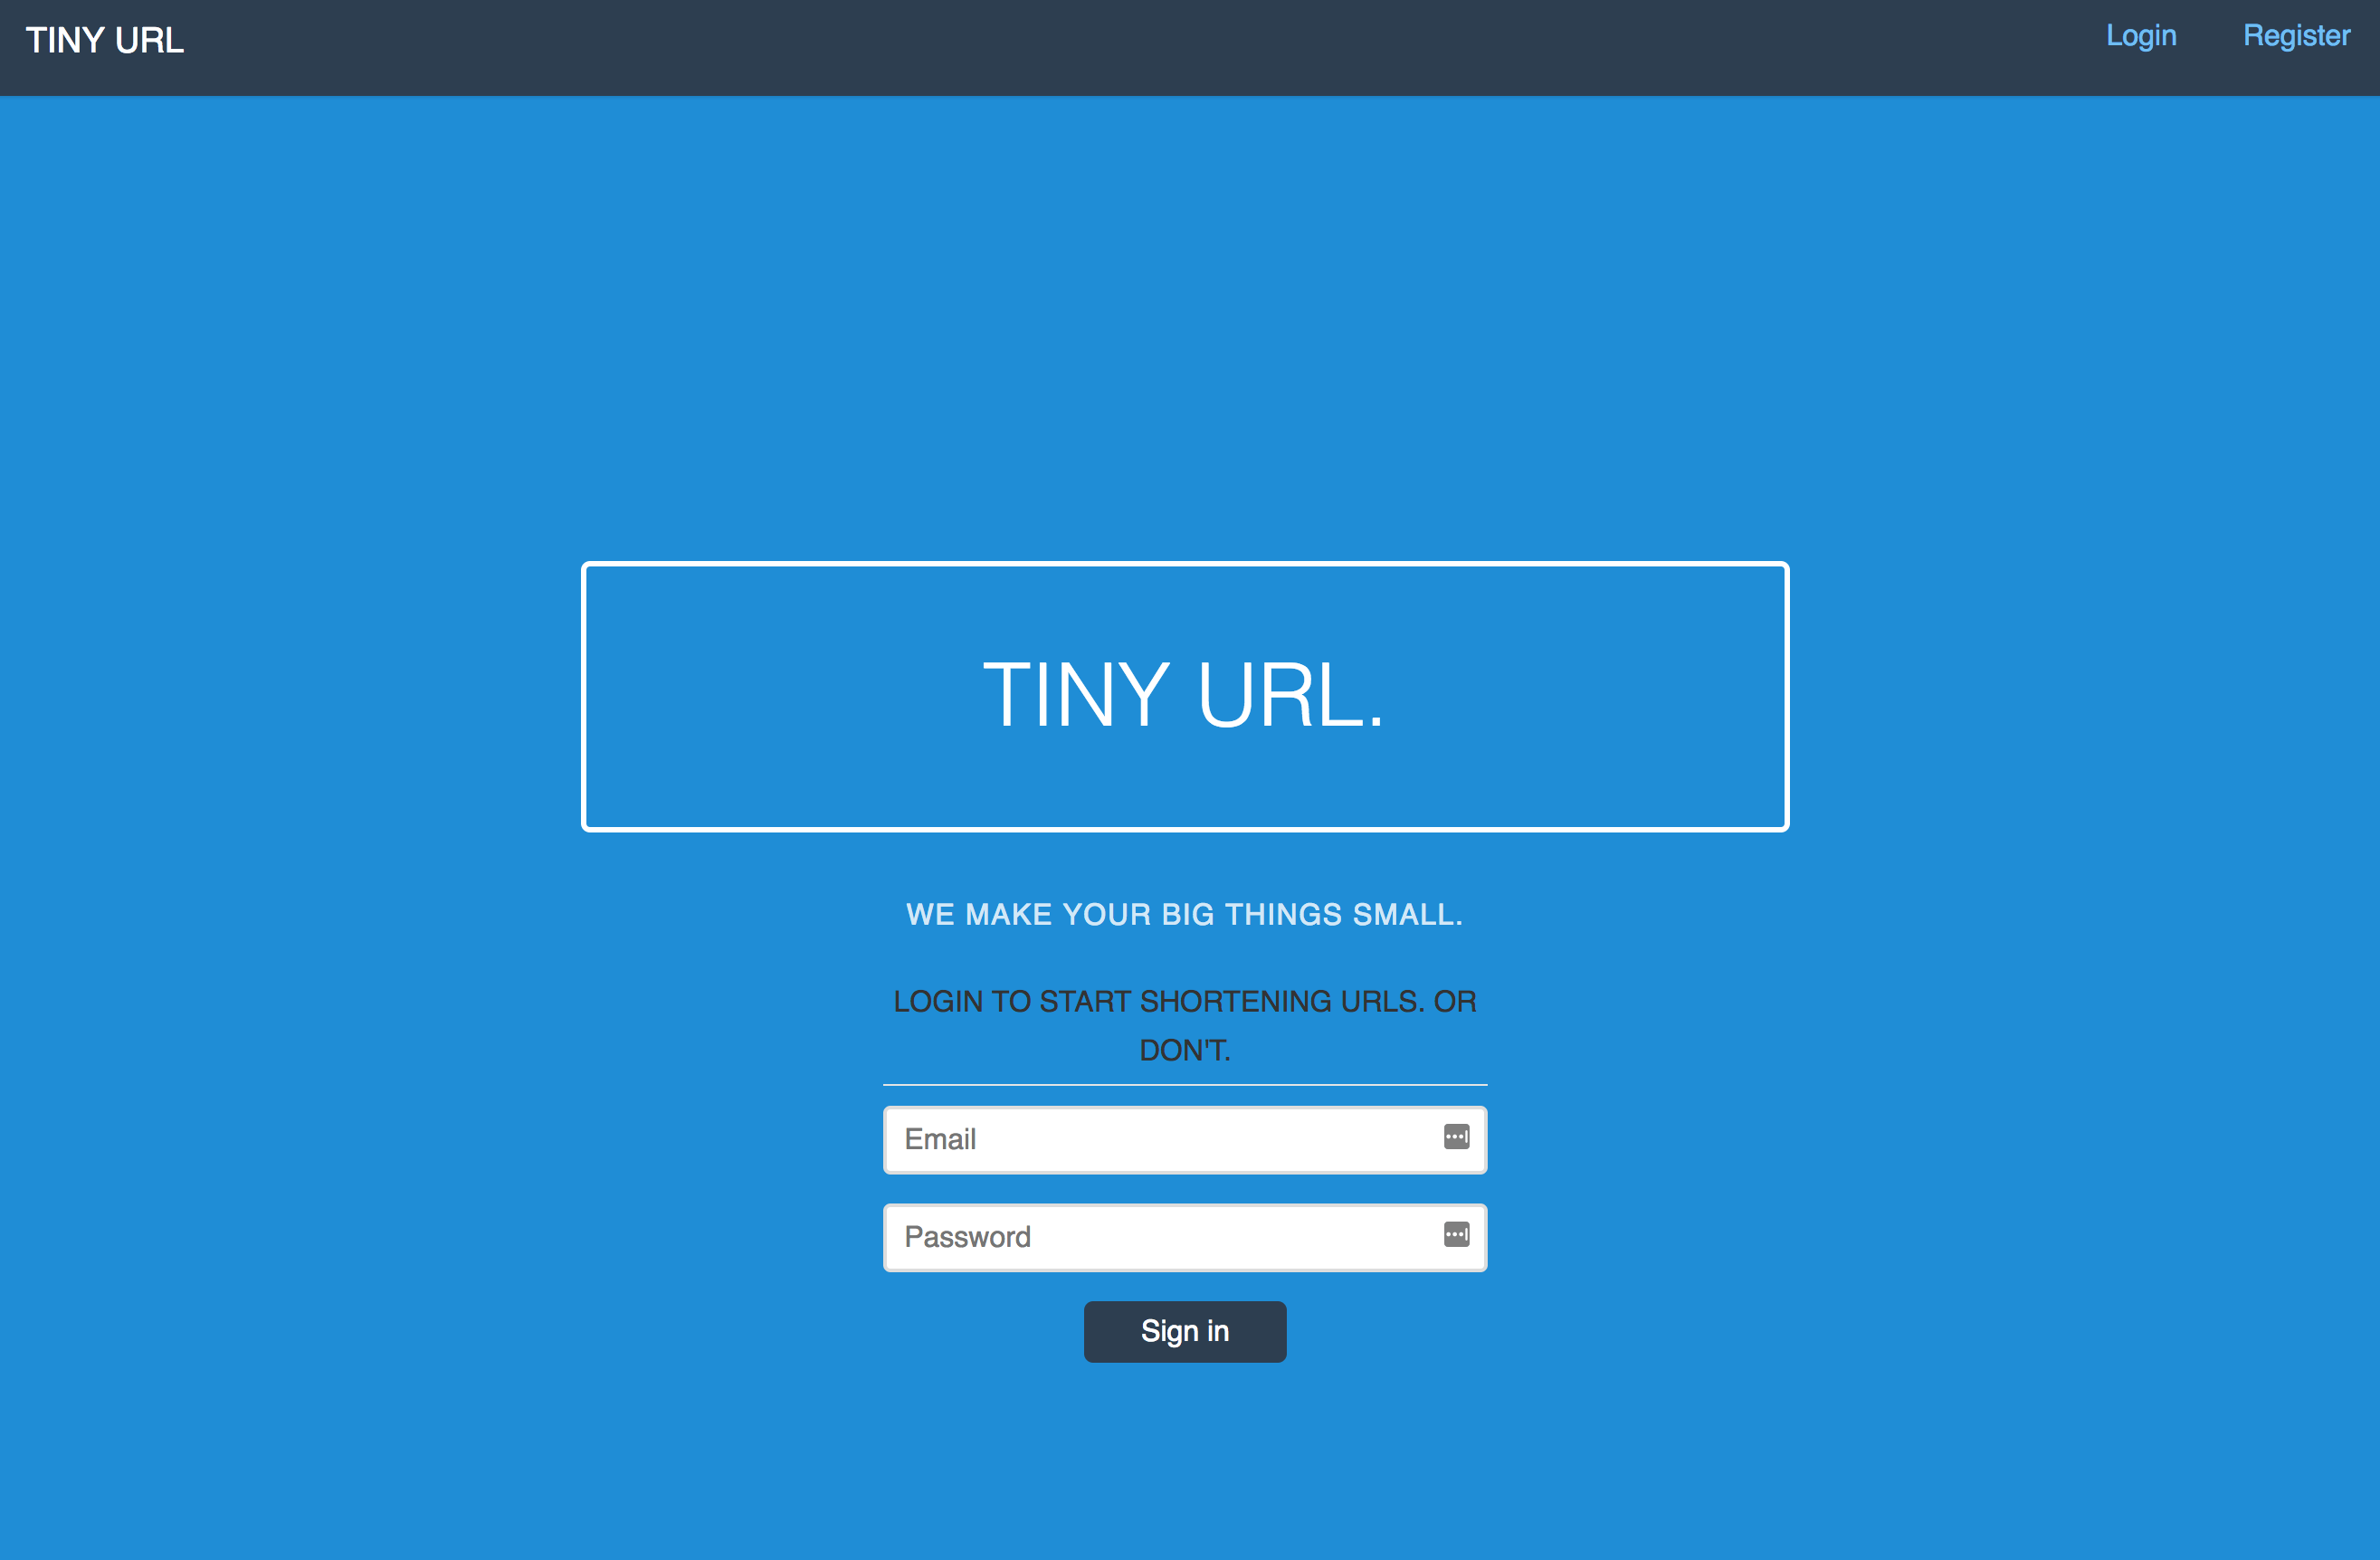 TINY URL
Login
Register
TINY URL.
WE MAKE YOUR BIG THINGS SMALL.
LOGIN TO START SHORTENING URLS. OR
DON'T.
Email
Password
Sign in